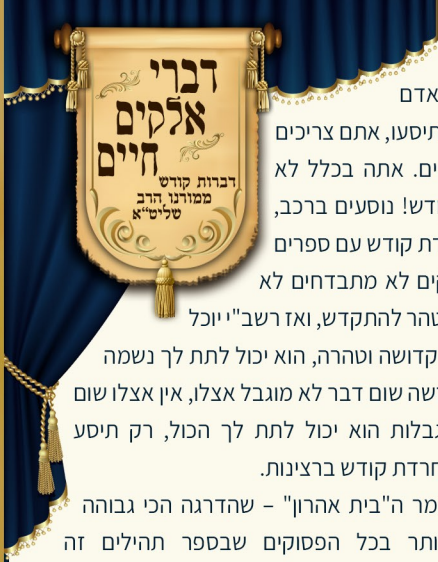 דברי
אלקים
חיים
דברות קודש
ממורנו הרב
שליט"א
אדם
תיסעו, אתם צריכים
ים. אתה בכלל לא
דש! נוסעים ברכב,
דת קודש עם ספרים
קים לא מתבדחים לא
טהר להתקדש, ואז רשב"י יוכל
קדושה וטהרה, הוא יכול לתת לך נשמה
שה שום דבר לא מוגבל אצלו, אין אצלו שום
גבלות הוא יכול לתת לך הכול, רק תיסע
חרדת קודש ברצינות.
מר ה"בית אהרון" – שהדרגה הכי גבוהה
ותר בכל הפסוקים שבספר תהילים זה